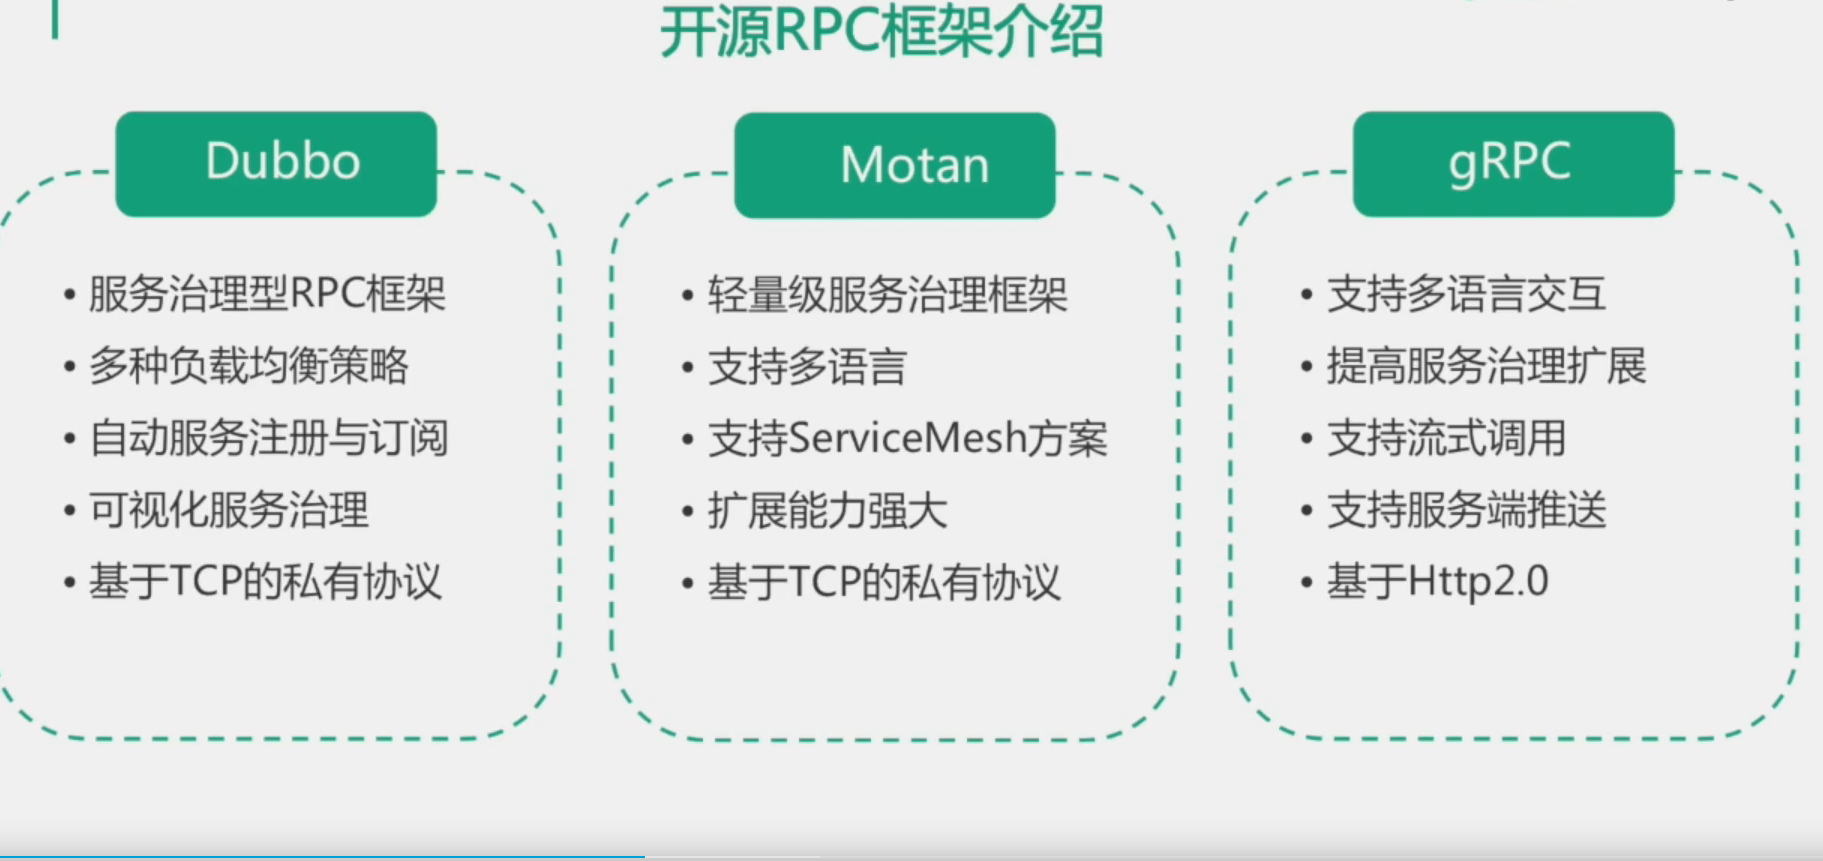 开源RPC框架介绍
Dubbo
• 服务治理型RPC框架
• 多种负载均衡策略
• 自动服务注册与订阅
• 可视化服务治理
• 基于TCP的私有协议
Motan
• 轻量级服务治理框架
• 支持多语言
• 支持ServiceMesh方案
• 扩展能力强大
• 基于TCP的私有协议
gRPC
• 支持多语言交互
• 提高服务治理扩展
• 支持流式调用
• 支持服务端推送
• 基于Http2.0